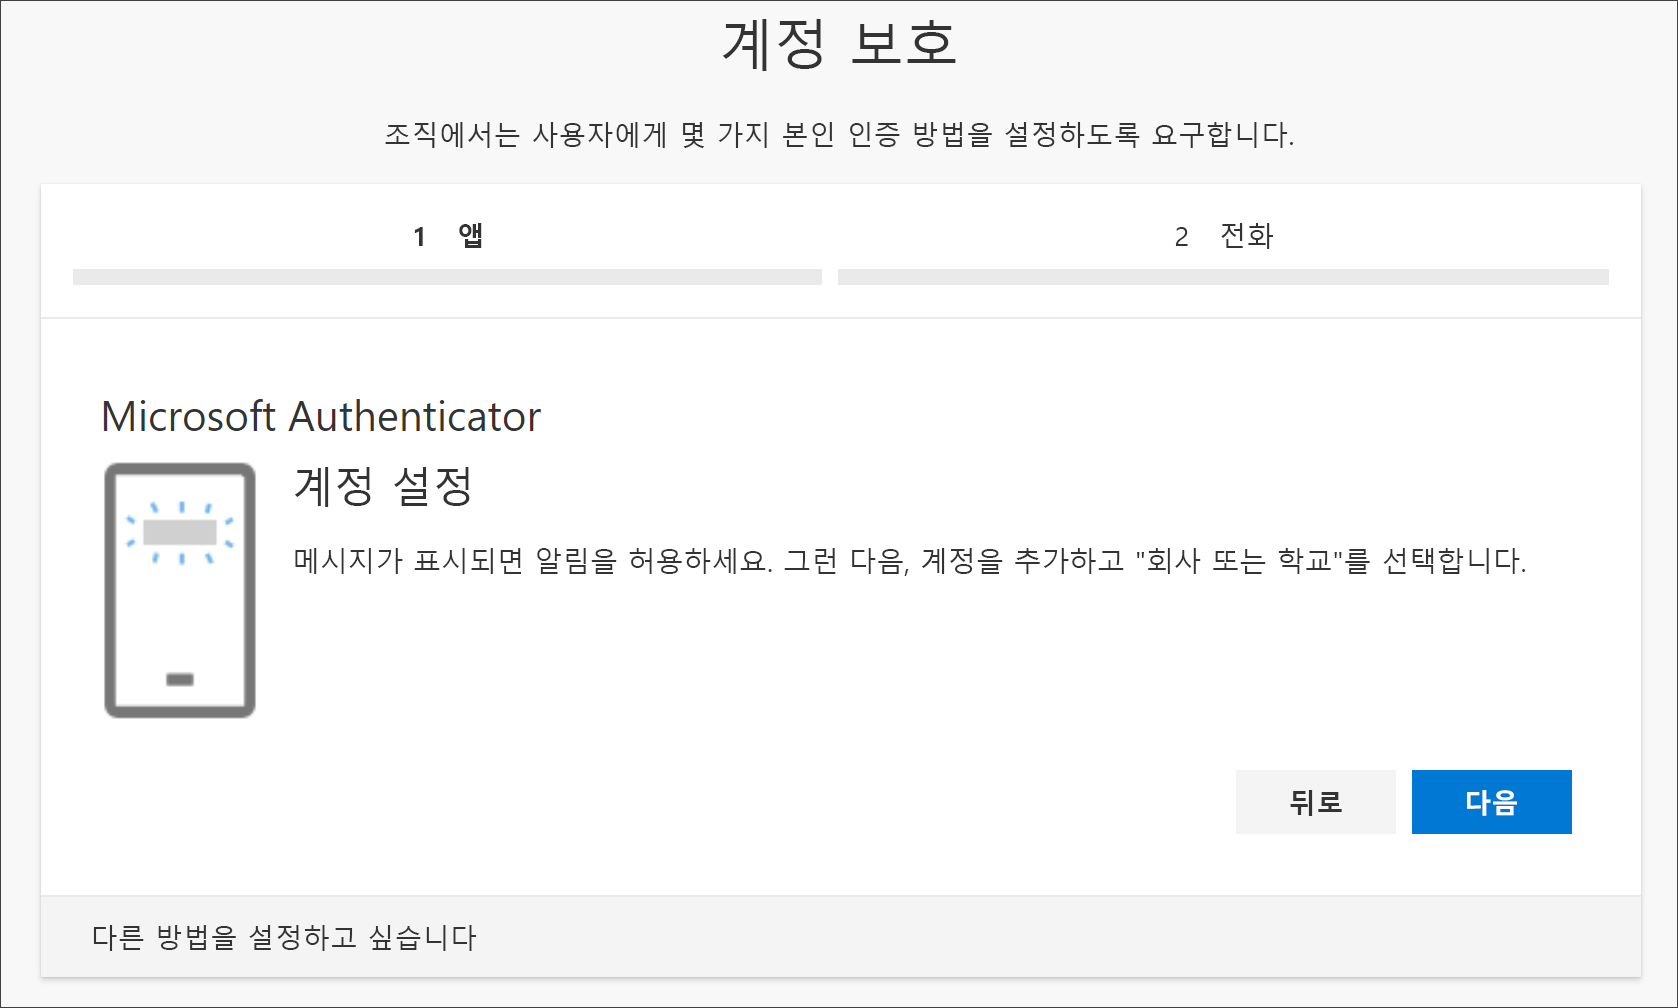 계정 보호
조직에서는 사용자에게 몇 가지 본인 인증 방법을 설정하도록 요구합니다.
1 앱
2 전화
Microsoft Authenticator
계정 설정
메시지가 표시되면 알림을 허용하세요. 그런 다음, 계정을 추가하고 "회사 또는 학교"를 선택합니다.
뒤로
다음
다른 방법을 설정하고 싶습니다